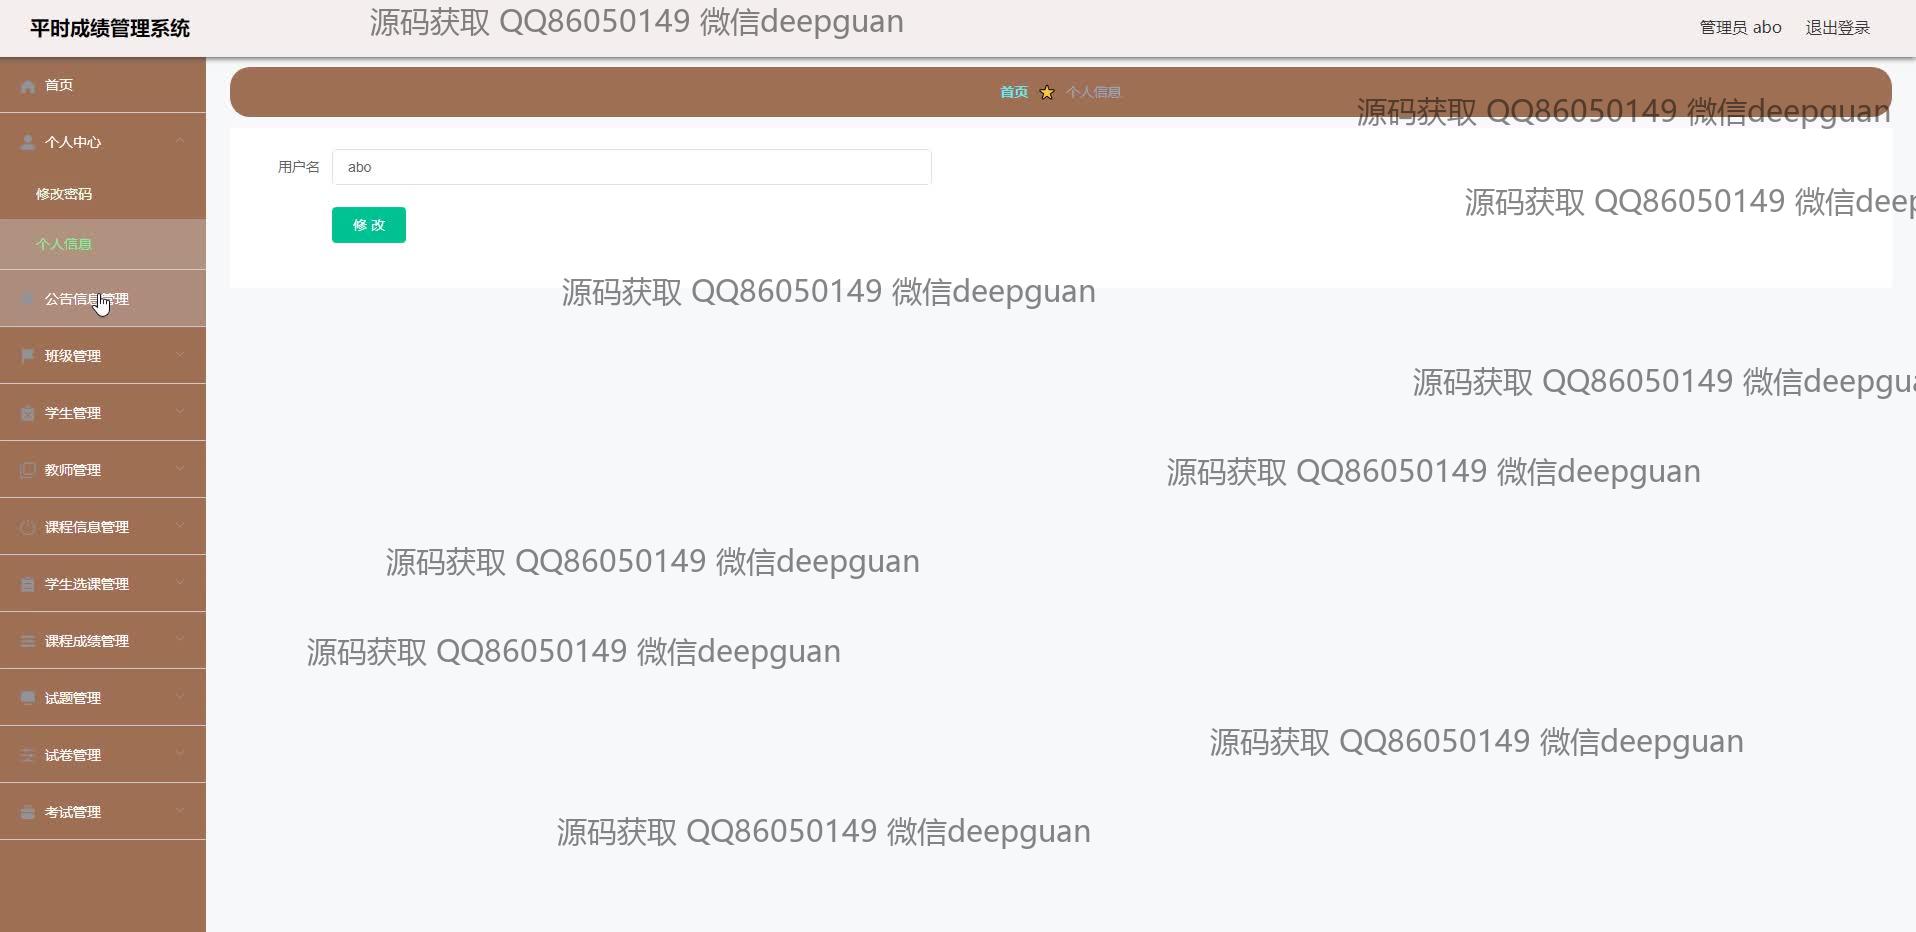 平时成绩管理系统
源码获取 QQ86050149 微信deepguan
管理员 abo
退出登录
首页
个人中心
修改密码
个人信息
公告信息管理
班级管理
学生管理
教师管理
课程信息管理
学生选课管理
课程成绩管理
试题管理
试卷管理
考试管理
首页 个人信息
源码获取 QQ86050149 微信deepguan
用户名 abo
源码获取 QQ86050149 微信deep
修 改
源码获取 QQ86050149 微信deepguan
源码获取 QQ86050149 微信deepgua
源码获取 QQ86050149 微信deepguan
源码获取 QQ86050149 微信deepguan
源码获取 QQ86050149 微信deepguan
源码获取 QQ86050149 微信deepguan
源码获取 QQ86050149 微信deepguan